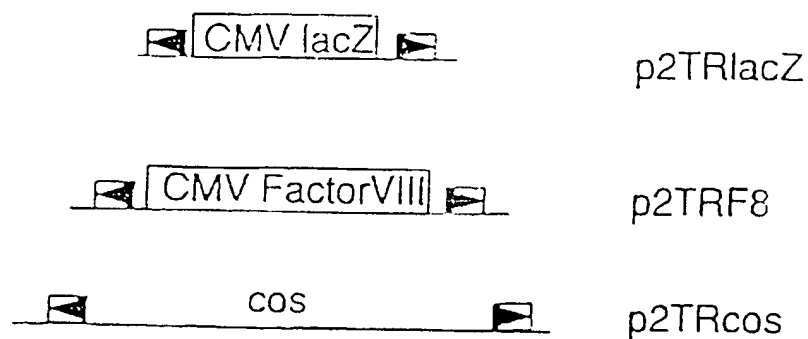 CMV lacZ p2TRlacZ
CMV FactorVIII p2TRF8
cos p2TRcos